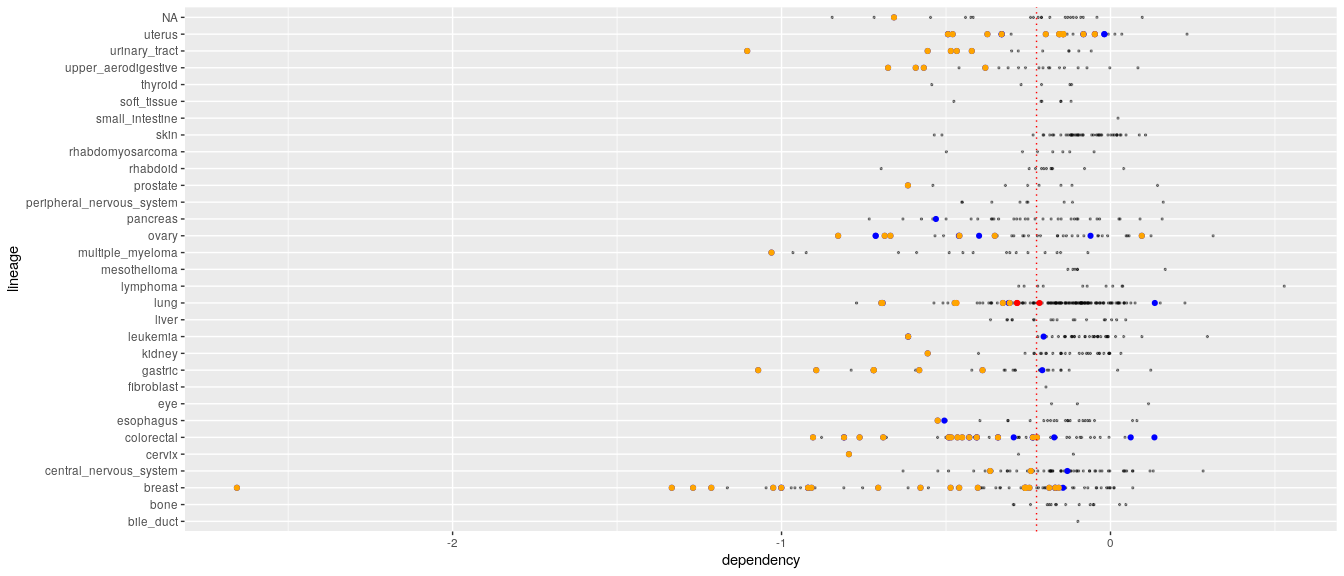 NA
uterus
urinary_tract
upper_aerodigestive
thyroid
soft_tissue
small_intestine
skin
rhabdomyosarcoma
rhabdoid
prostate
peripheral_nervous_system
pancreas
ovary
multiple_myeloma
mesothelioma
lymphoma
lung
liver
leukemia
kidney
gastric
fibroblast
eye
esophagus
colorectal
cervix
central_nervous_system
breast
bone
bile_duct
lineage
-2 -1 0
dependency